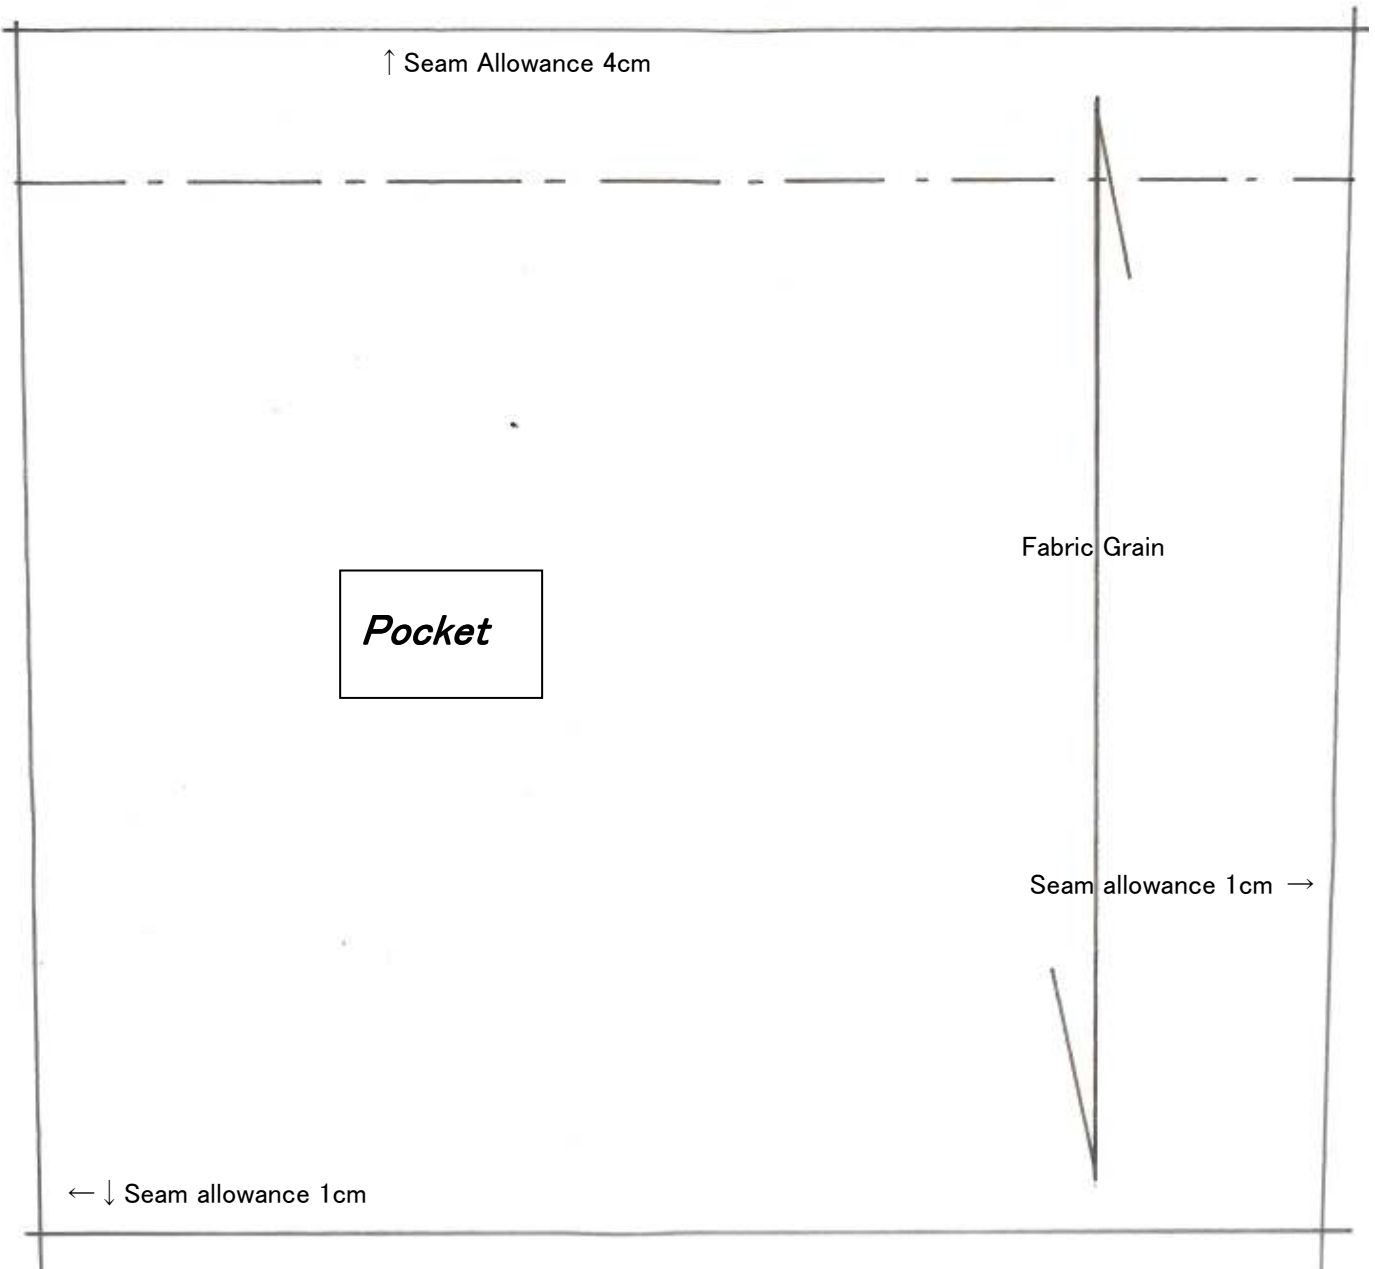 ↑ Seam Allowance 4cm
Fabric Grain
Pocket
Seam allowance 1cm →
← ↓ Seam allowance 1cm